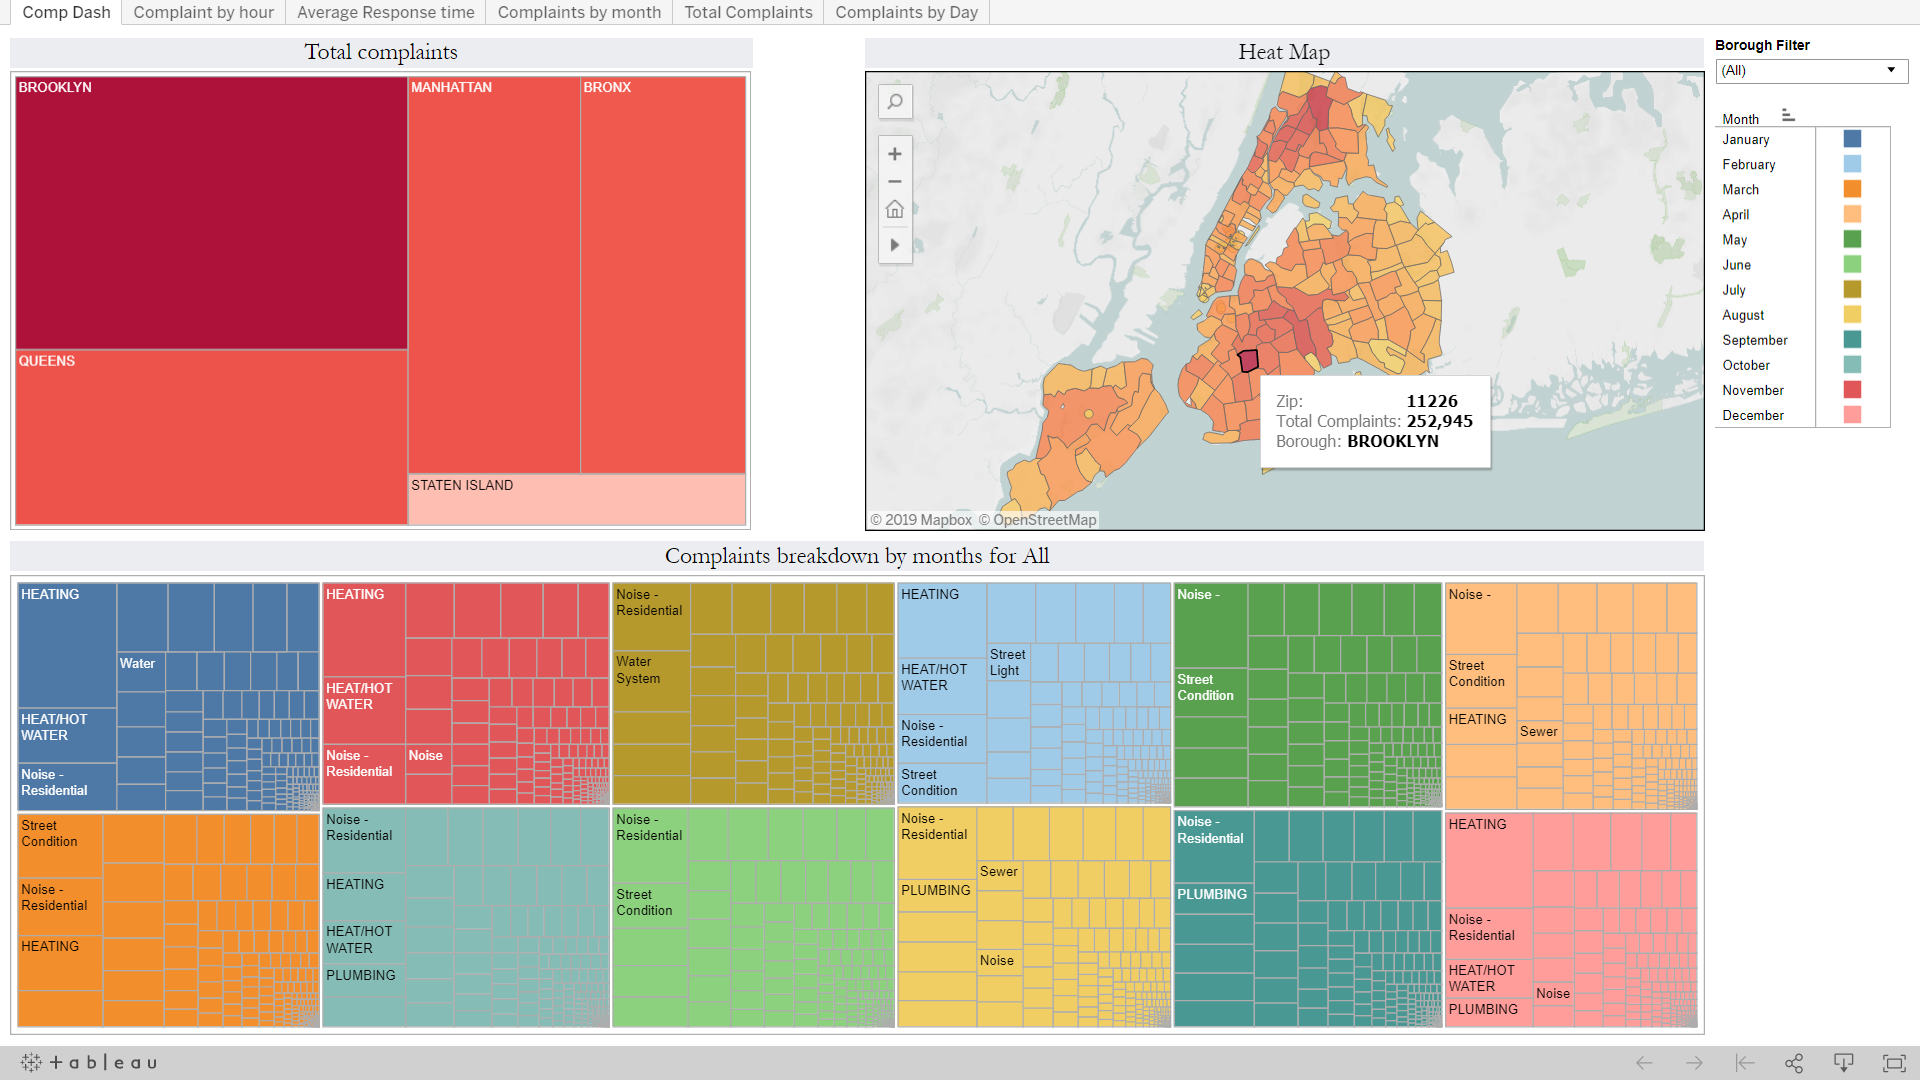 Comp Dash
Complaint by hour
Average Response time
Complaints by month
Total Complaints
Complaints by Day
Total complaints
BROOKLYN
MANHATTAN
BRONX
QUEENS
STATEN ISLAND
Heat Map
Zip: 11226
Total Complaints: 252,945
Borough: BROOKLYN
© 2019 Mapbox © OpenStreetMap
Borough Filter
(All)
Month
January
February
March
April
May
June
July
August
September
October
November
December
Complaints breakdown by months for All
HEATING
Water
HEAT/HOT
WATER
Noise -
Residential
HEATING
HEAT/HOT
WATER
Noise -
Residential
Noise
Noise -
Residential
Water
System
HEATING
Street
Light
HEAT/HOT
WATER
Noise -
Residential
Street
Condition
Noise -
Street
Condition
Noise -
Street
Condition
HEATING
Sewer
Street
Condition
Noise -
Residential
HEATING
Noise -
Residential
HEATING
HEAT/HOT
WATER
PLUMBING
Noise -
Residential
Street
Condition
Noise -
Residential
Sewer
PLUMBING
Noise
Noise -
Residential
PLUMBING
HEATING
Noise -
Residential
HEAT/HOT
WATER
Noise
PLUMBING
+ableau